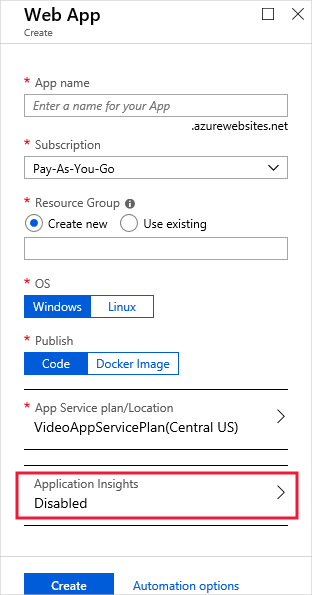 Web App
Create
* App name
Enter a name for your App
.azurewebsites.net
* Subscription
Pay-As-You-Go
* Resource Group
Create new Use existing
* OS
Windows Linux
* Publish
Code Docker Image
* App Service plan/Location
VideoAppServicePlan(Central US)
Application Insights
Disabled
Create Automation options